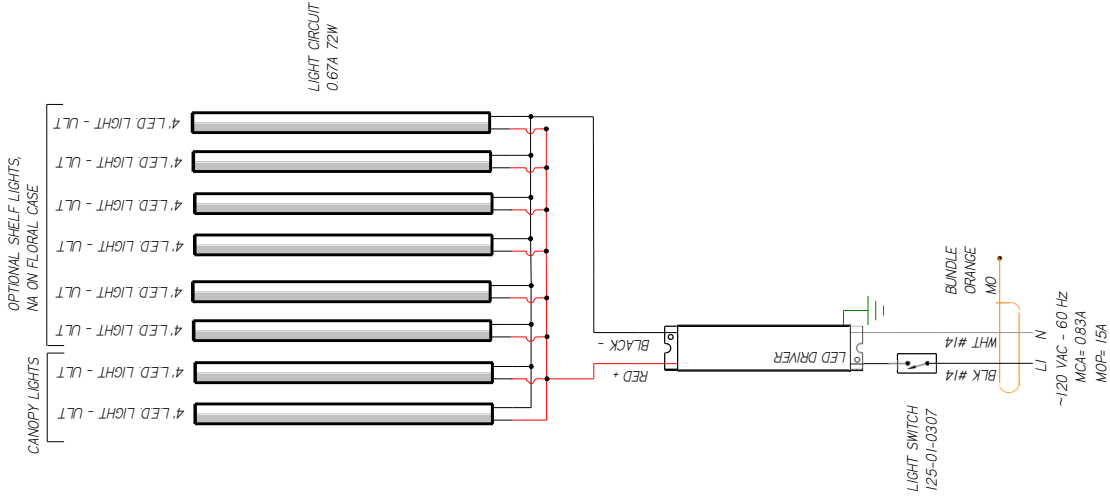 LIGHT CIRCUIT
0.67A 72W
OPTIONAL SHELF LIGHTS,
NA ON FLORAL CASE
4' LED LIGHT - ULT
4' LED LIGHT - ULT
4' LED LIGHT - ULT
4' LED LIGHT - ULT
4' LED LIGHT - ULT
4' LED LIGHT - ULT
CANOPY LIGHTS
4' LED LIGHT - ULT
4' LED LIGHT - ULT
BLACK -
RED +
LED DRIVER
BUNDLE
ORANGE
MO
WHT #14
N
BLK #14
L1
~120 VAC - 60 Hz
MCA= 0.83A
MOP= 15A
LIGHT SWITCH
125-01-0307